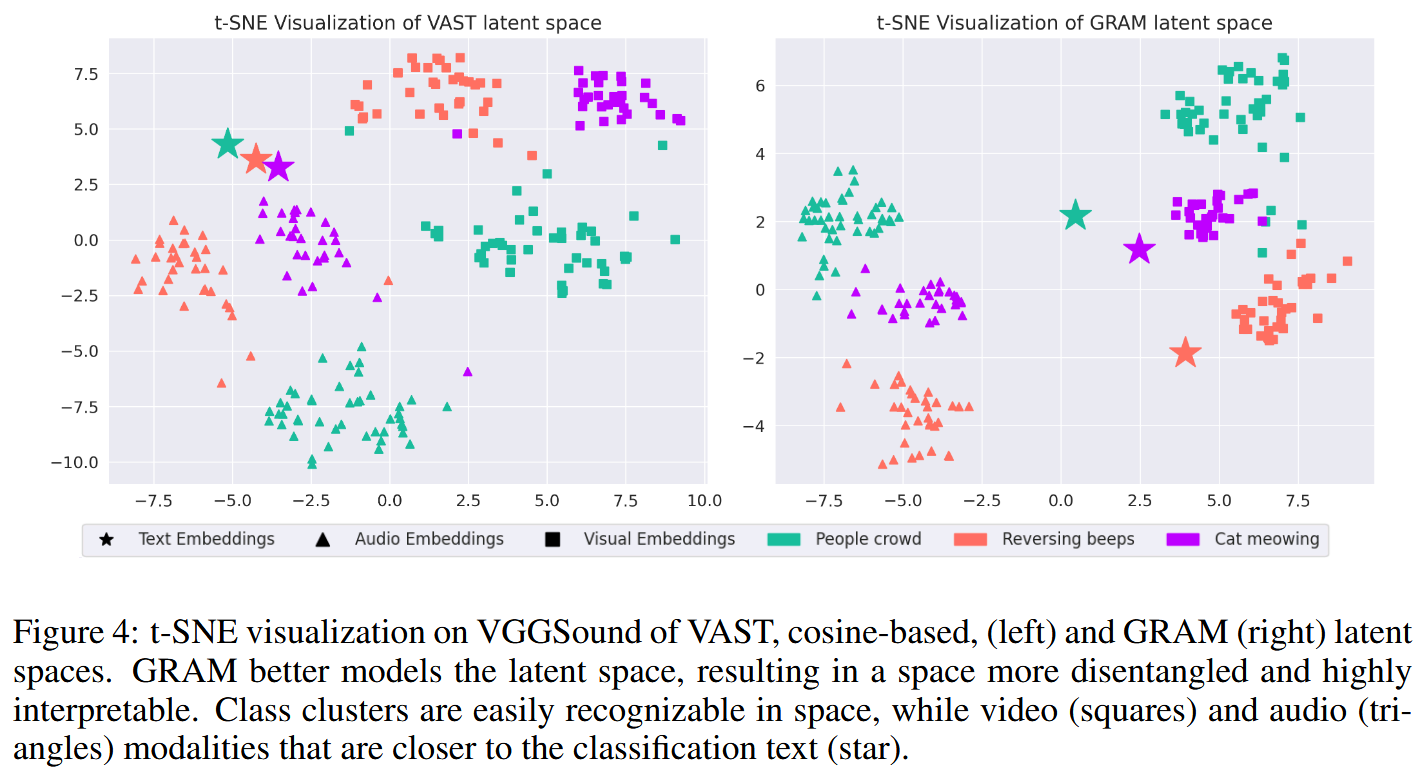 t-SNE Visualization of VAST latent space
7.5
5.0
2.5
0.0
−2.5
−5.0
−7.5
−10.0
−7.5 −5.0 −2.5 0.0 2.5 5.0 7.5 10.0
t-SNE Visualization of GRAM latent space
6
4
2
0
−2
−4
−7.5 −5.0 −2.5 0.0 2.5 5.0 7.5
Text Embeddings Audio Embeddings Visual Embeddings People crowd Reversing beeps Cat meowing
Figure 4: t-SNE visualization on VGGSound of VAST, cosine-based, (left) and GRAM (right) latent
spaces. GRAM better models the latent space, resulting in a space more disentangled and highly
interpretable. Class clusters are easily recognizable in space, while video (squares) and audio (tri-
angles) modalities that are closer to the classification text (star).